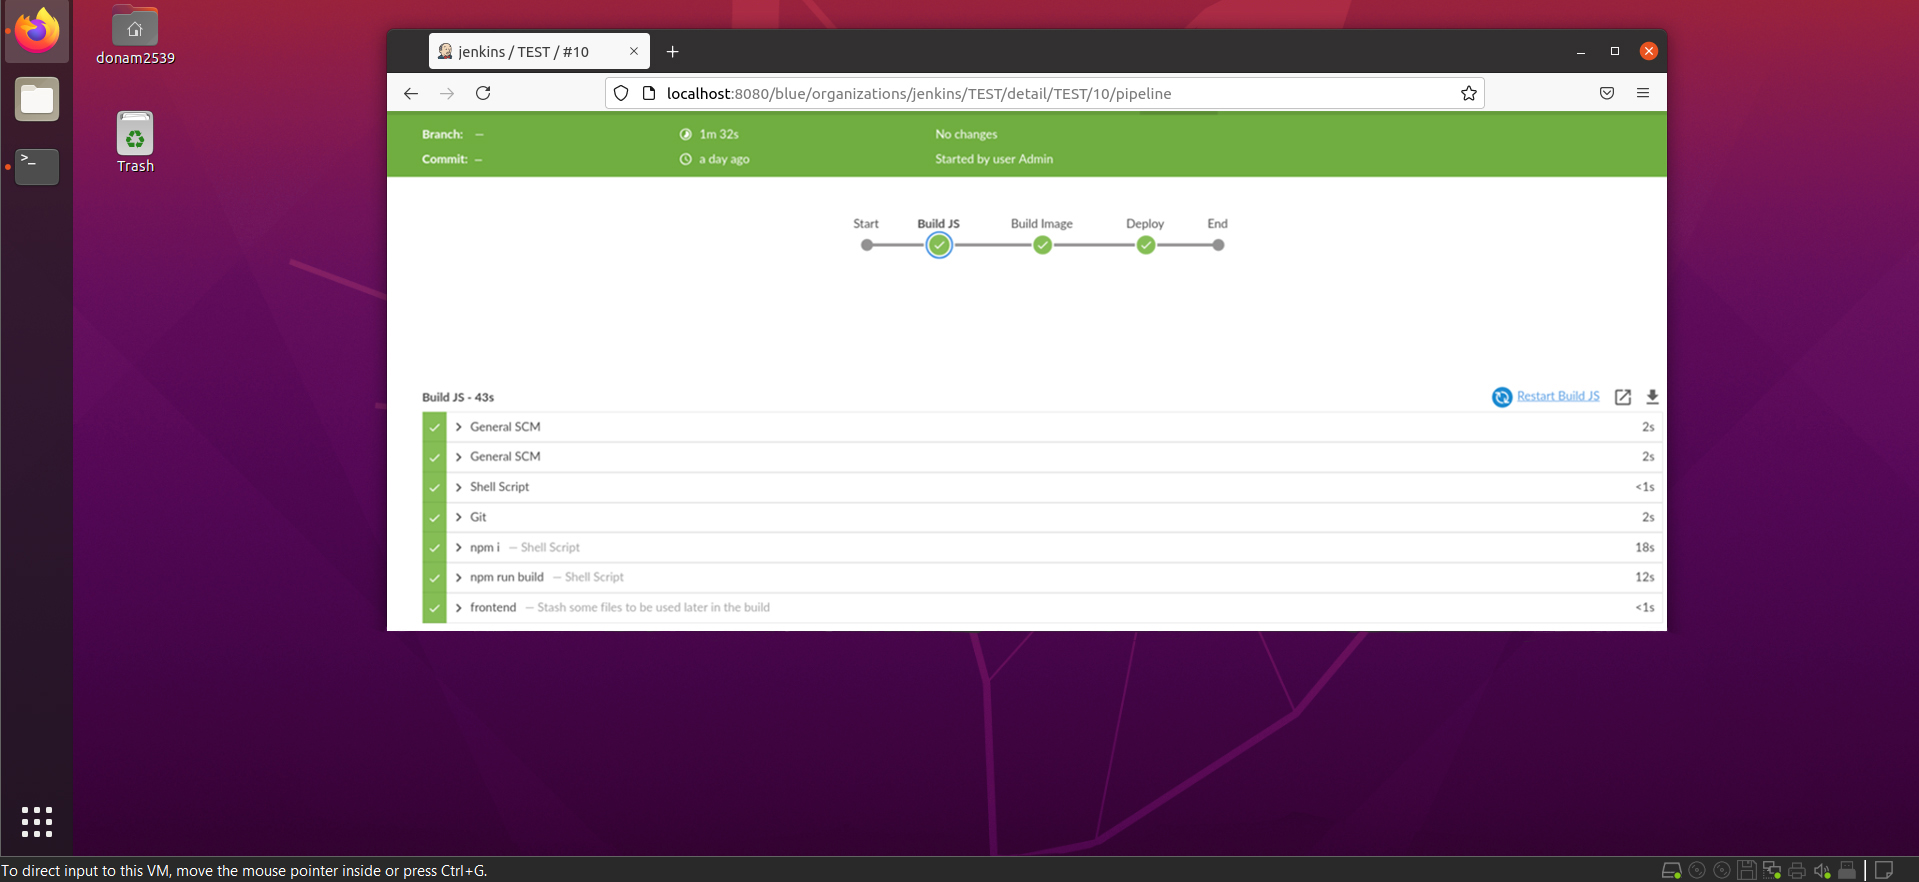 donam2539
Trash
jenkins / TEST / #10
localhost:8080/blue/organizations/jenkins/TEST/detail/TEST/10/pipeline
Branch: — 1m 32s No changes
Commit: — a day ago Started by user Admin
Start Build JS Build Image Deploy End
Build JS - 43s Restart Build JS
General SCM 2s
General SCM 2s
Shell Script <1s
Git 2s
npm i — Shell Script 18s
npm run build — Shell Script 12s
frontend — Stash some files to be used later in the build <1s
To direct input to this VM, move the mouse pointer inside or press Ctrl+G.